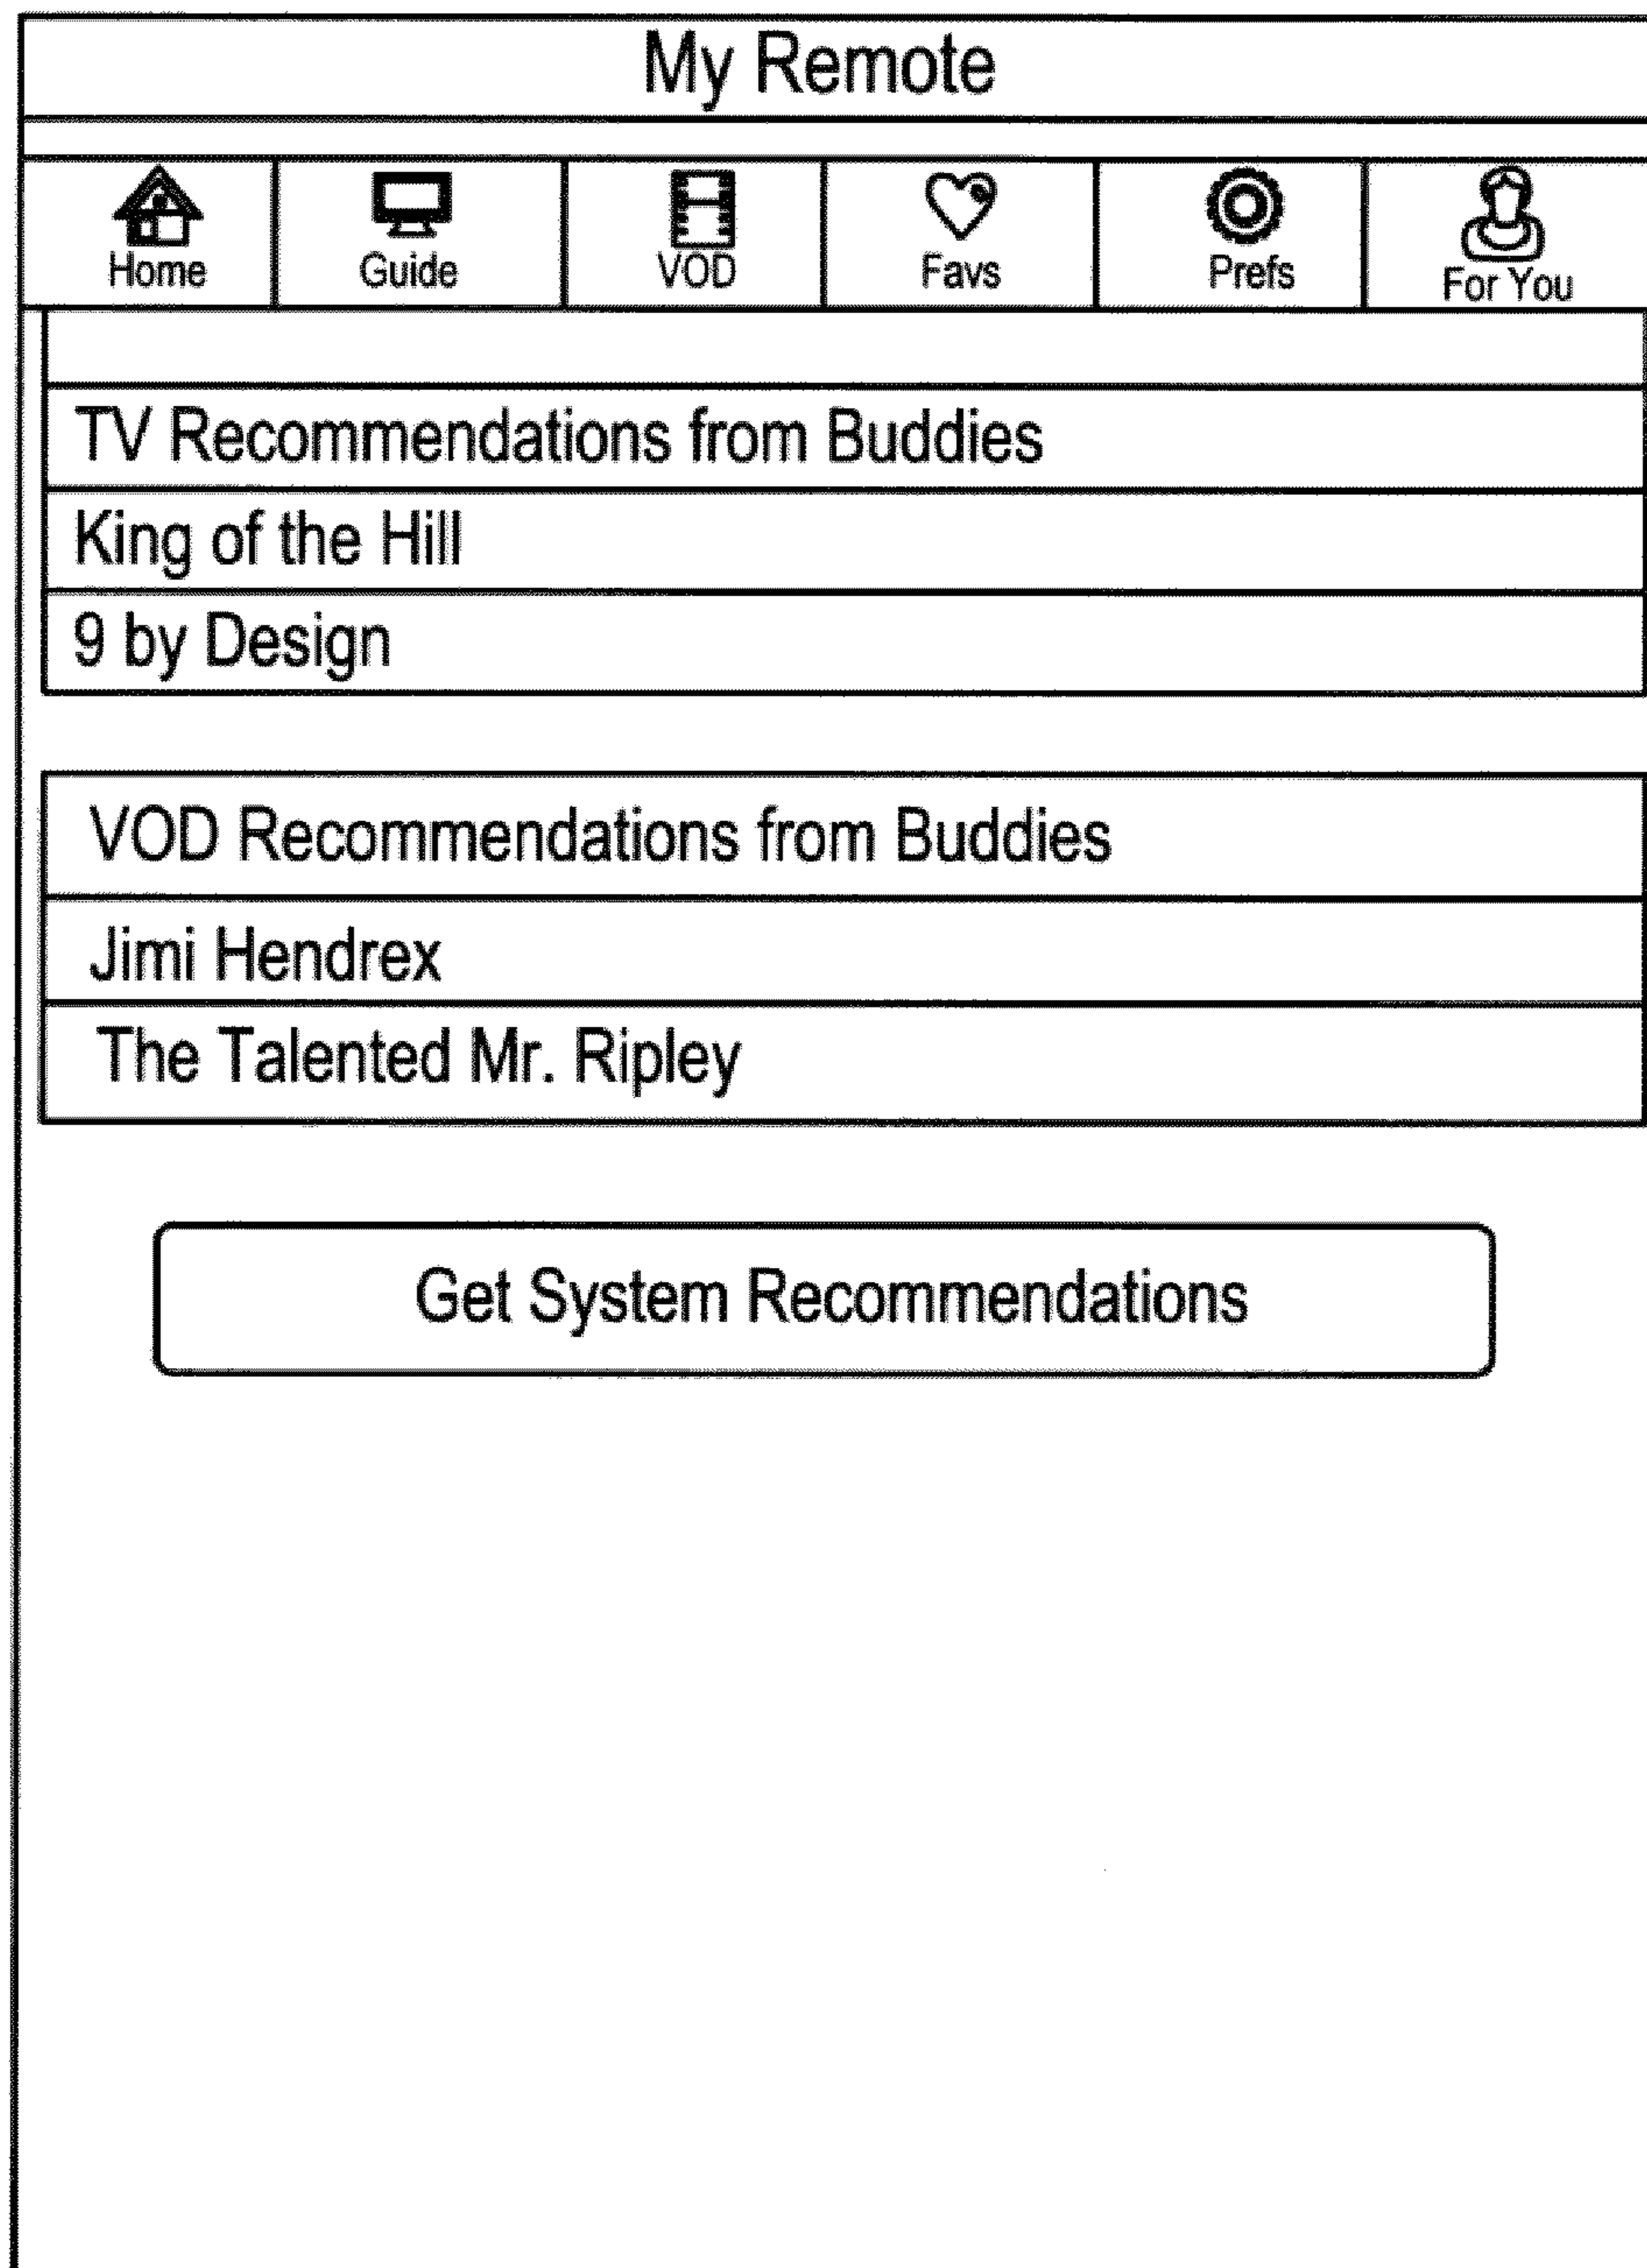 My Remote
Home Guide VOD Favs Prefs For You
TV Recommendations from Buddies
King of the Hill
9 by Design
VOD Recommendations from Buddies
Jimi Hendrex
The Talented Mr. Ripley
Get System Recommendations